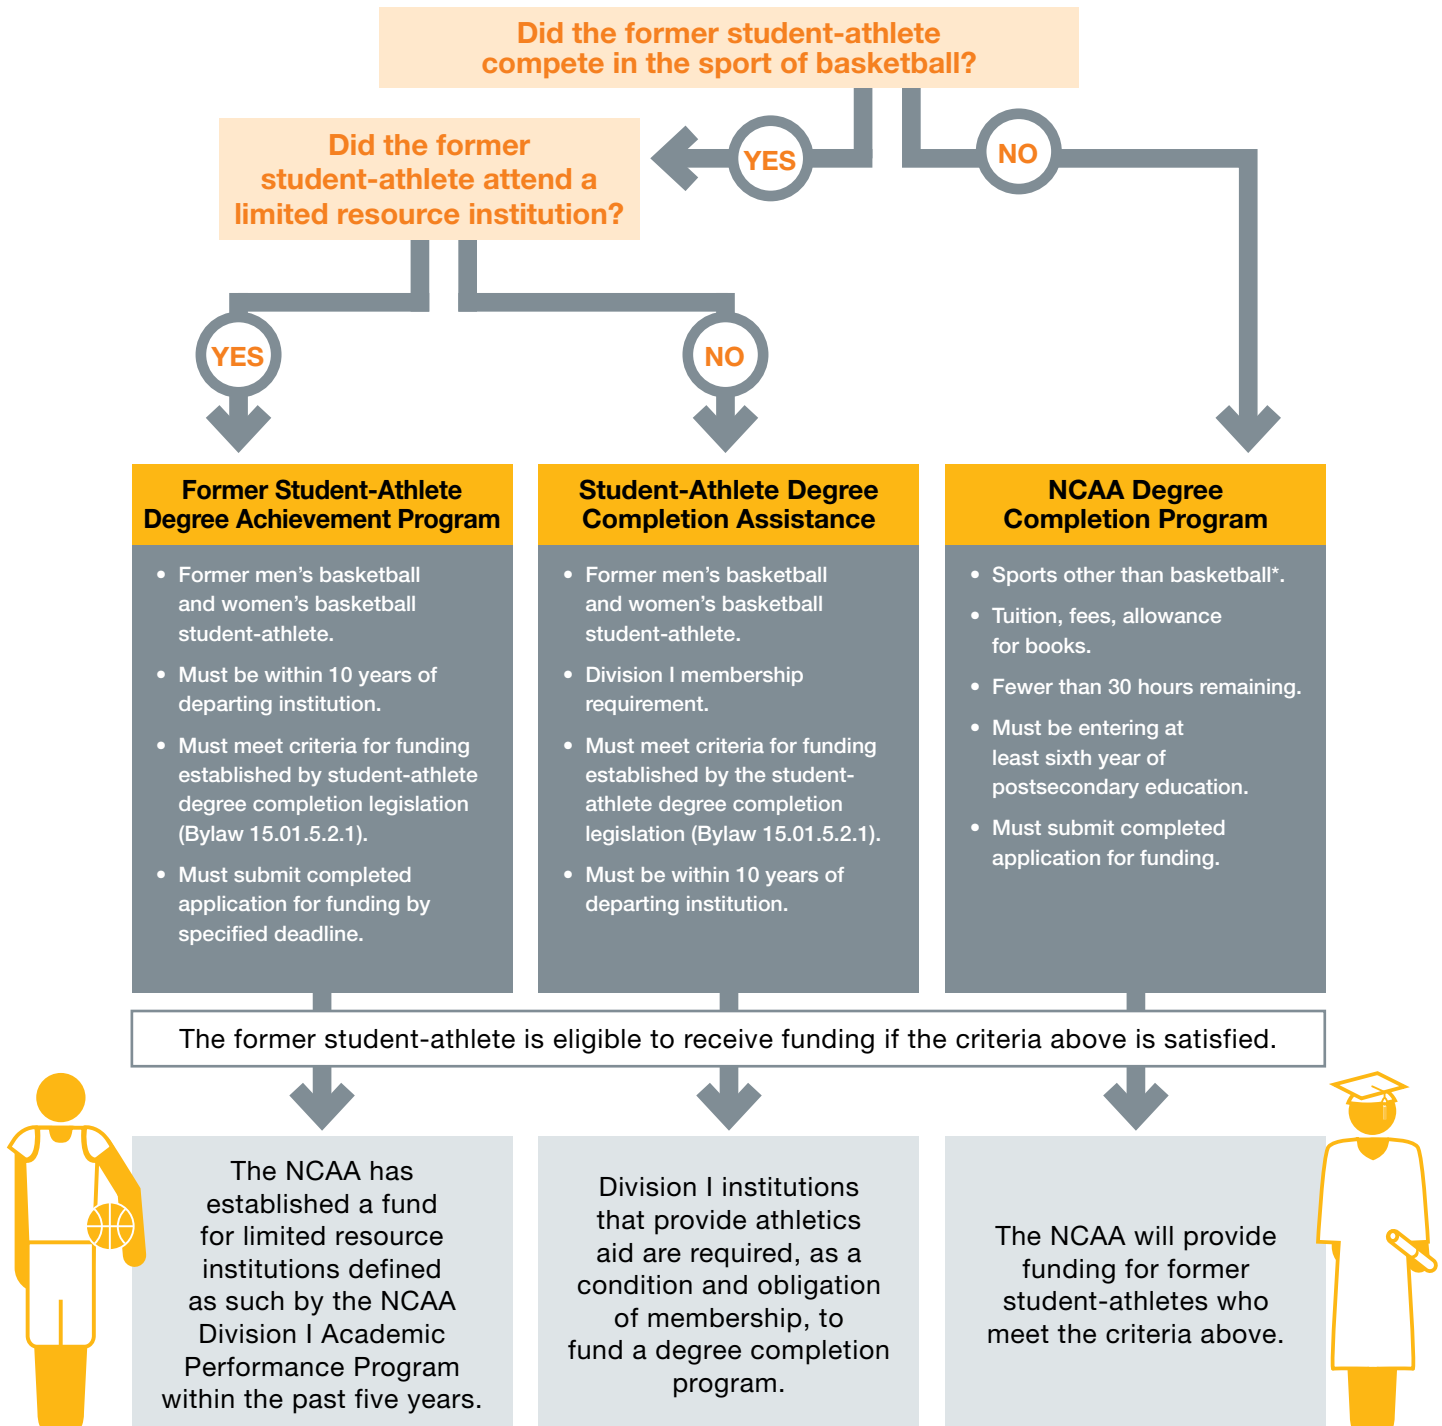 Did the former student-athlete
compete in the sport of basketball?
YES
NO
Did the former
student-athlete attend a
limited resource institution?
YES
NO
Former Student-Athlete
Degree Achievement Program
• Former men's basketball
and women's basketball
student-athlete.
• Must be within 10 years of
departing institution.
• Must meet criteria for funding
established by student-athlete
degree completion legislation
(Bylaw 15.01.5.2.1).
• Must submit completed
application for funding by
specified deadline.
Student-Athlete Degree
Completion Assistance
• Former men's basketball
and women's basketball
student-athlete.
• Division I membership
requirement.
• Must meet criteria for funding
established by the student-
athlete degree completion
legislation (Bylaw 15.01.5.2.1).
• Must be within 10 years of
departing institution.
NCAA Degree
Completion Program
• Sports other than basketball*.
• Tuition, fees, allowance
for books.
• Fewer than 30 hours remaining.
• Must be entering at
least sixth year of
postsecondary education.
• Must submit completed
application for funding.
The former student-athlete is eligible to receive funding if the criteria above is satisfied.
The NCAA has
established a fund
for limited resource
institutions defined
as such by the NCAA
Division I Academic
Performance Program
within the past five years.
Division I institutions
that provide athletics
aid are required, as a
condition and obligation
of membership, to
fund a degree completion
program.
The NCAA will provide
funding for former
student-athletes who
meet the criteria above.